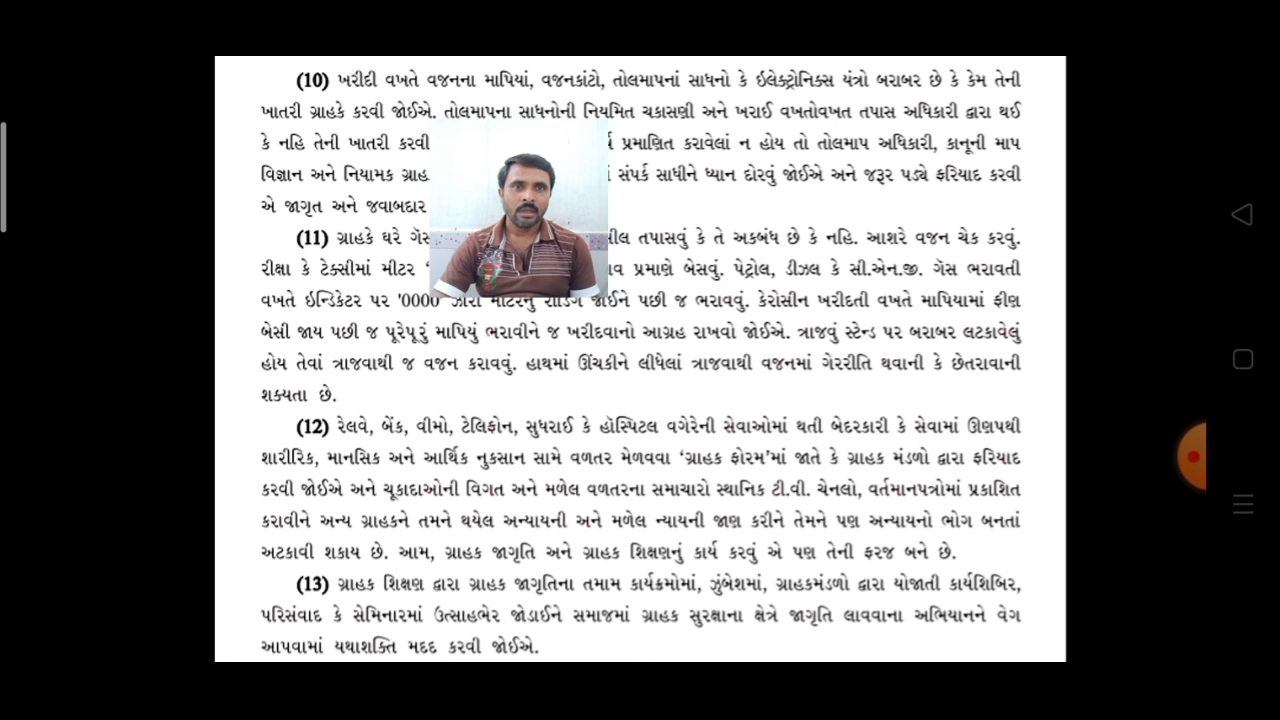 (10) ખરીદી વખતે વજનના માપિયાં, વજનકાંટો, તોલમાપનાં સાધનો કે ઇલેક્ટ્રોનિક્સ યંત્રો બરાબર છે કે કેમ તેની
ખાતરી ગ્રાહકે કરવી જોઈએ. તોલમાપના સાધનોની નિયમિત ચકાસણી અને ખરાઈ વખતોવખત તપાસ અધિકારી દ્વારા થઈ
કે નહિ તેની ખાતરી કરવી પ્રમાણિત કરાવેલાં ન હોય તો તોલમાપ અધિકારી, કાનૂની માપ
વિજ્ઞાન અને નિયામક સંપર્ક સાધીને ધ્યાન દોરવું જોઈએ અને જરૂર પડ્યે ફરિયાદ કરવી
એ જાગૃત અને જવાબદાર
(11) ગ્રાહકે ઘરે તપાસવું કે તે અકબંધ છે કે નહિ. આશરે વજન ચેક કરવું.
રીક્ષા કે ટેક્સીમાં મીટર પ્રમાણે બેસવું. પેટ્રોલ, ડીઝલ કે સી.એન.જી. ગૅસ ભરાવતી
વખતે ઇન્ડિકેટર પર '0000 જોઈને પછી જ ભરાવવું. કેરોસીન ખરીદતી વખતે માપિયામાં ફીણ
બેસી જાય પછી જ પૂરેપૂરું માપિયું ભરાવીને જ ખરીદવાનો આગ્રહ રાખવો જોઈએ. ત્રાજવું સ્ટેન્ડ પર બરાબર લટકાવેલું
હોય તેવાં ત્રાજવાથી જ વજન કરાવવું. હાથમાં ઊંચકીને લીધેલાં ત્રાજવાથી વજનમાં ગેરરીતિ થવાની કે છેતરાવાની
શક્યતા છે.
(12) રેલવે, બેંક, વીમો, ટેલિફોન, સુધરાઈ કે હૉસ્પિટલ વગેરેની સેવાઓમાં થતી બેદરકારી કે સેવામાં ઊણપથી
શારીરિક, માનસિક અને આર્થિક નુકસાન સામે વળતર મેળવવા ‘ગ્રાહક ફોરમ’માં જાતે કે ગ્રાહક મંડળો દ્વારા ફરિયાદ
કરવી જોઈએ અને ચૂકાદાઓની વિગત અને મળેલ વળતરના સમાચારો સ્થાનિક ટી.વી. ચેનલો, વર્તમાનપત્રોમાં પ્રકાશિત
કરાવીને અન્ય ગ્રાહકને તમને થયેલ અન્યાયની અને મળેલ ન્યાયની જાણ કરીને તેમને પણ અન્યાયનો ભોગ બનતાં
અટકાવી શકાય છે. આમ, ગ્રાહક જાગૃતિ અને ગ્રાહક શિક્ષણનું કાર્ય કરવું એ પણ તેની ફરજ બને છે.
(13) ગ્રાહક શિક્ષણ દ્વારા ગ્રાહક જાગૃતિના તમામ કાર્યક્રમોમાં, ઝુંબેશમાં, ગ્રાહકમંડળો દ્વારા યોજાતી કાર્યશિબિર,
પરિસંવાદ કે સેમિનારમાં ઉત્સાહભેર જોડાઈને સમાજમાં ગ્રાહક સુરક્ષાના ક્ષેત્રે જાગૃતિ લાવવાના અભિયાનને વેગ
આપવામાં યથાશક્તિ મદદ કરવી જોઈએ.